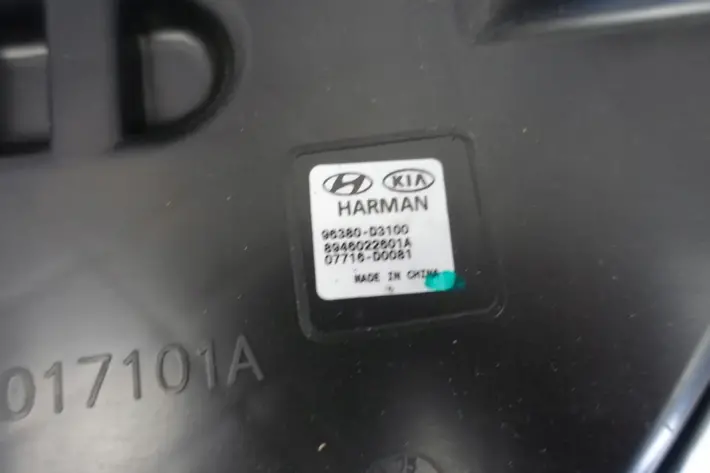 KIA
HARMAN
96380-D3100
8946022601A
07716-D0081
MADE IN CHINA
017101A